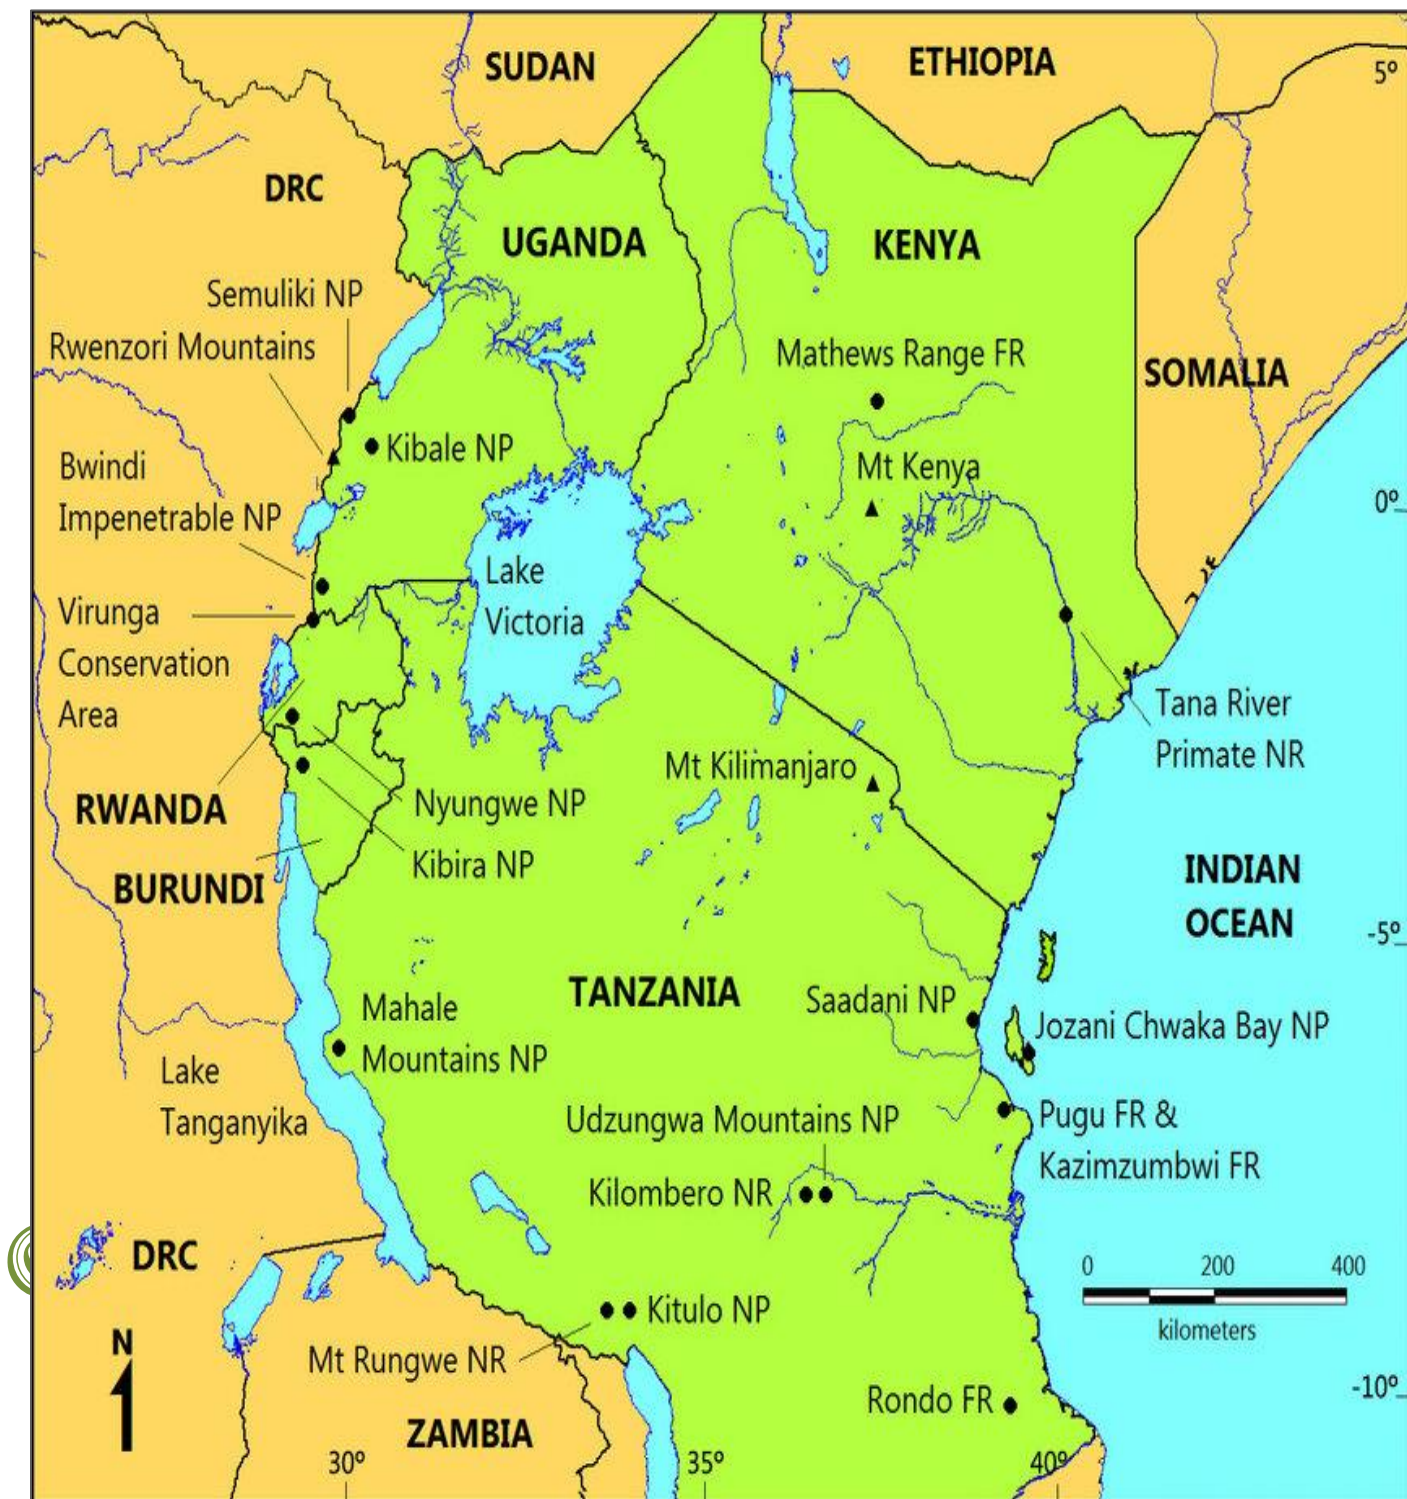 SUDAN
ETHIOPIA
5º
DRC
UGANDA
KENYA
Semuliki NP
Rwenzori Mountains
Mathews Range FR
SOMALIA
Kibale NP
Bwindi
Impenetrable NP
Mt Kenya
0º
Lake
Victoria
Virunga
Conservation
Area
Tana River
Primate NR
Mt Kilimanjaro
RWANDA
Nyungwe NP
Kibira NP
BURUNDI
INDIAN
OCEAN
-5º
TANZANIA
Mahale
Mountains NP
Saadani NP
Jozani Chwaka Bay NP
Lake
Tanganyika
Udzungwa Mountains NP
Pugu FR &
Kazimzumbwi FR
Kilombero NR
DRC
0 200 400
kilometers
N
Kitulo NP
Mt Rungwe NR
Rondo FR
-10º
ZAMBIA
30º
35º
40º